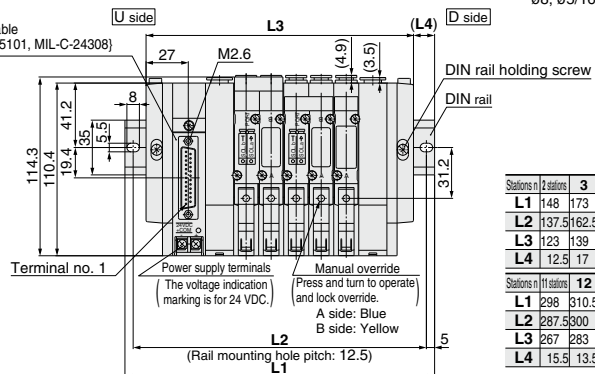 able
5101, MIL-C-24308}
U side
D side
L3
(L4)
27
M2.6
(4.9)
(3.5)
DIN rail holding screw
DIN rail
8
114.3
110.4
41.2
35
5.5
19.4
31.2
Terminal no. 1
Power supply terminals
(The voltage indication
marking is for 24 VDC.)
Manual override
(Press and turn to operate
and lock override.)
A side: Blue
B side: Yellow
L2
(Rail mounting hole pitch: 12.5)
5
L1
Stations n 2 stations 3
L1 148 173
L2 137.5 162.5
L3 123 139
L4 12.5 17
Stations n 11 stations 12
L1 298 310.5
L2 287.5 300
L3 267 283
L4 15.5 13.5